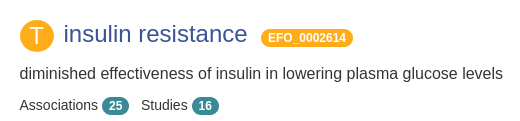 T insulin resistance EFO_0002614
diminished effectiveness of insulin in lowering plasma glucose levels
Associations 25 Studies 16